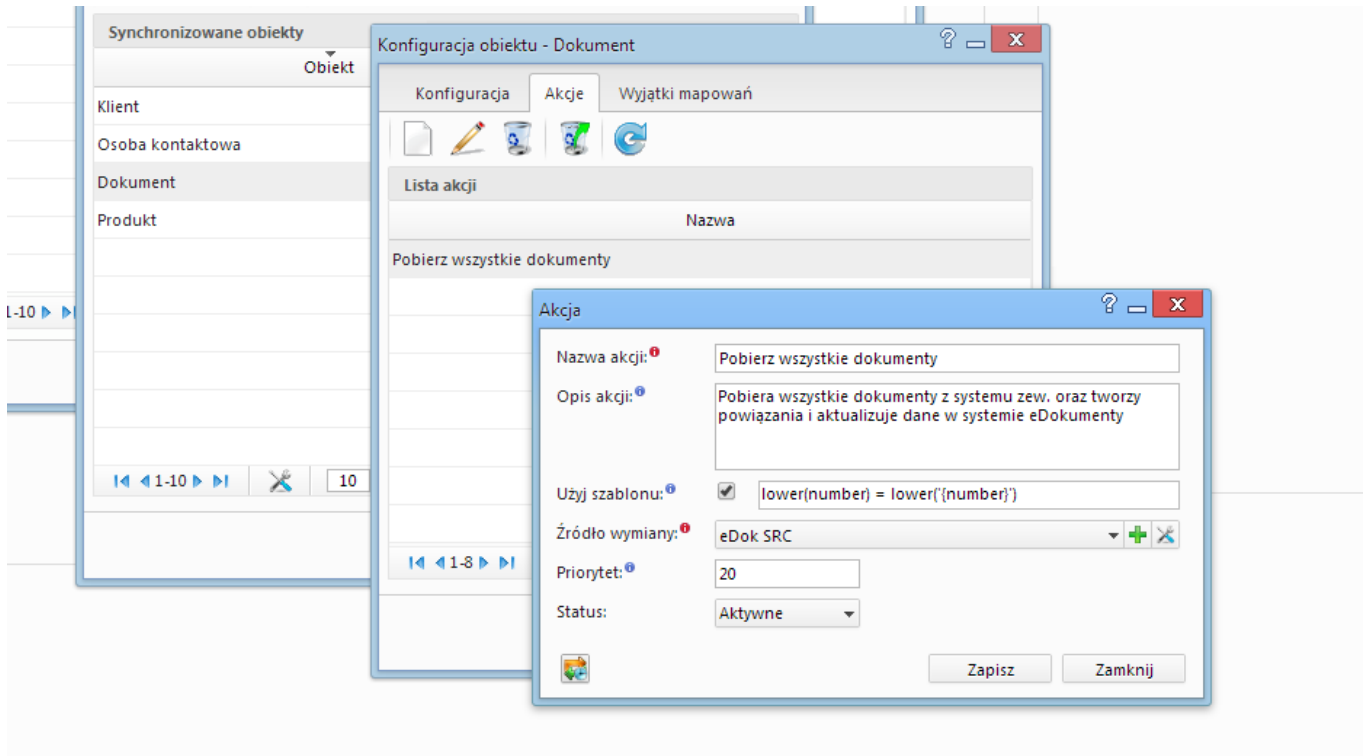 Synchronizowane obiekty
Obiekt
Klient
Osoba kontaktowa
Dokument
Produkt
1-10
1-10
10
Konfiguracja obiektu - Dokument
Konfiguracja
Akcje
Wyjątki mapowań
Lista akcji
Nazwa
Pobierz wszystkie dokumenty
1-8
Akcja
Nazwa akcji:
Pobierz wszystkie dokumenty
Opis akcji:
Pobiera wszystkie dokumenty z systemu zew. oraz tworzy
powiązania i aktualizuje dane w systemie eDokumenty
Użyj szablonu:
lower(number) = lower('{number}')
Źródło wymiany:
eDok SRC
Priorytet:
20
Status:
Aktywne
Zapisz
Zamknij